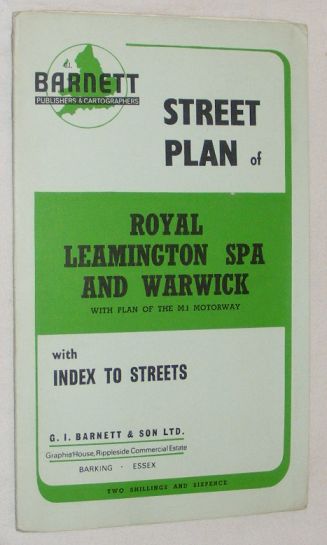 BARNETT
PUBLISHERS & CARTOGRAPHERS
STREET
PLAN of
ROYAL
LEAMINGTON SPA
AND WARWICK
WITH PLAN OF THE M.1 MOTORWAY
with
INDEX TO STREETS
G. I. BARNETT & SON LTD.
Graphic House, Rippleside Commercial Estate
BARKING · ESSEX
TWO SHILLINGS AND SIXPENCE